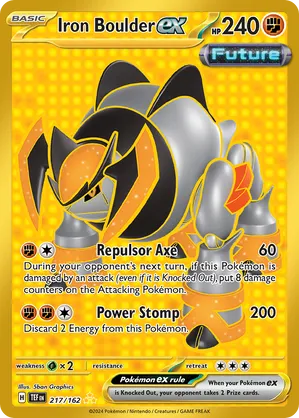 BASIC Iron Boulder ex HP 240
Future
Repulsor Axe 60
During your opponent's next turn, if this Pokémon is
damaged by an attack (even if it is Knocked Out), put 8 damage
counters on the Attacking Pokémon.
Power Stomp 200
Discard 2 Energy from this Pokémon.
weakness ×2 resistance retreat
Pokémon ex rule When your Pokémon ex
is Knocked Out, your opponent takes 2 Prize cards.
Illus. 5ban Graphics
H TEF EN 217/162
©2024 Pokémon / Nintendo / Creatures / GAME FREAK